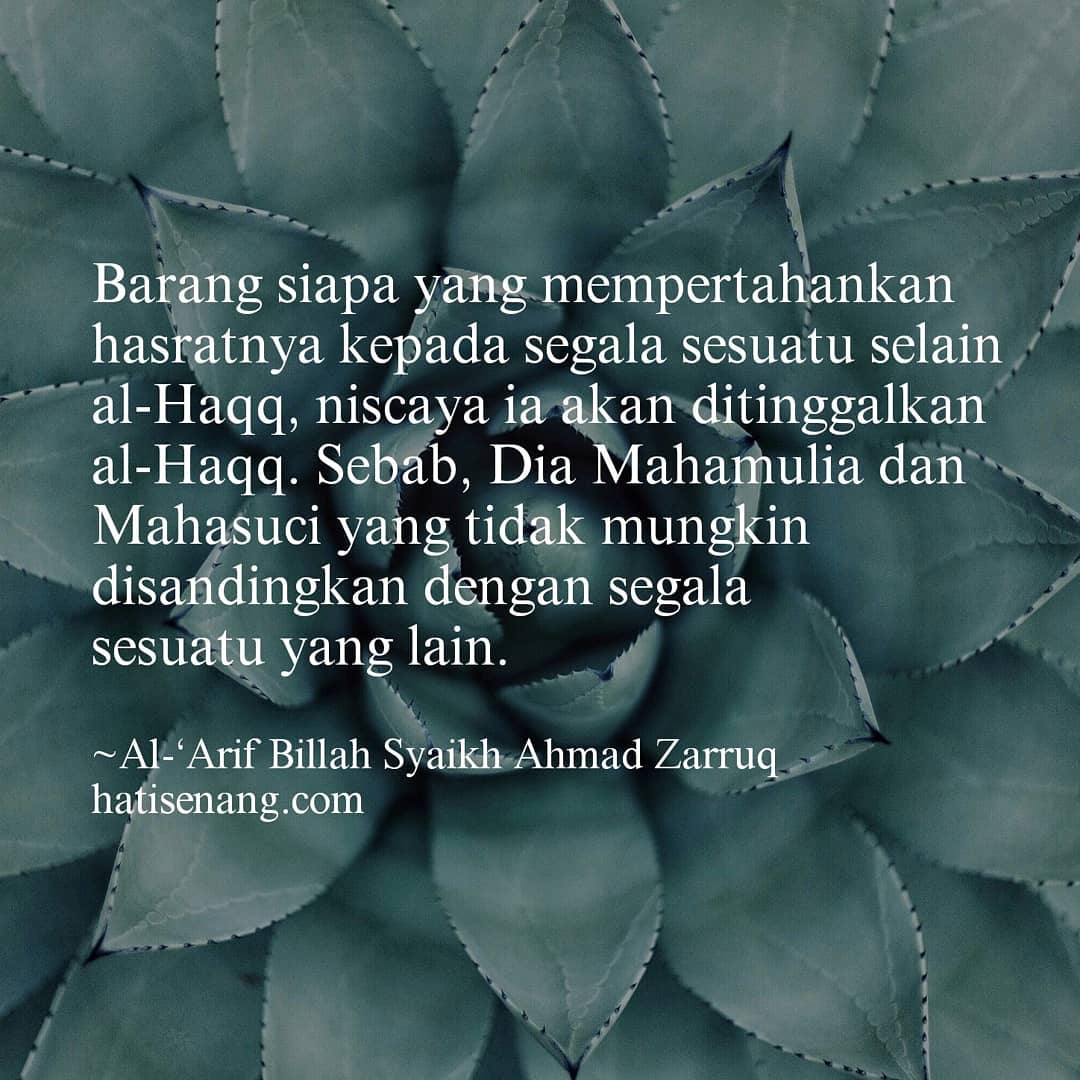 Barang siapa yang mempertahankan
hasratnya kepada segala sesuatu selain
al-Haqq, niscaya ia akan ditinggalkan
al-Haqq. Sebab, Dia Mahamulia dan
Mahasuci yang tidak mungkin
disandingkan dengan segala
sesuatu yang lain.
~Al-‘Arif Billah Syaikh Ahmad Zarruq
hatisenang.com